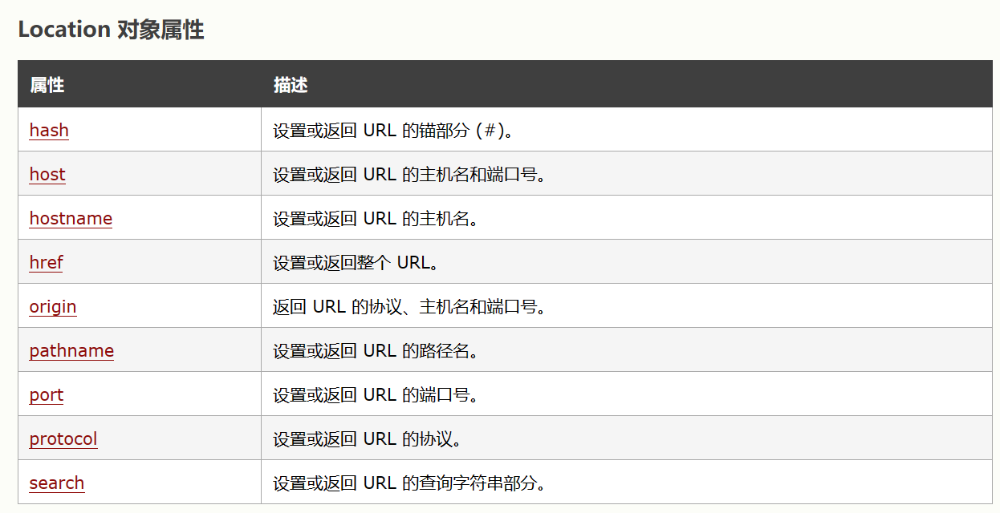 Location 对象属性
属性 描述
hash 设置或返回 URL 的锚部分 (#)。
host 设置或返回 URL 的主机名和端口号。
hostname 设置或返回 URL 的主机名。
href 设置或返回整个 URL。
origin 返回 URL 的协议、主机名和端口号。
pathname 设置或返回 URL 的路径名。
port 设置或返回 URL 的端口号。
protocol 设置或返回 URL 的协议。
search 设置或返回 URL 的查询字符串部分。